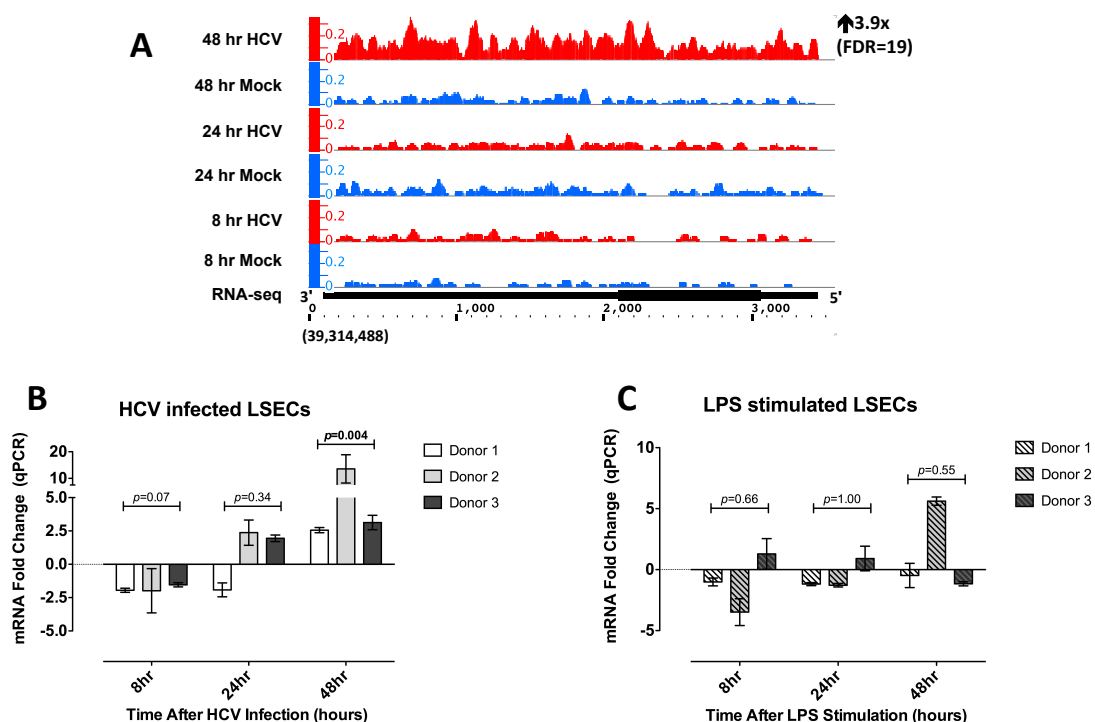 A
48 hr HCV
0.2
0
3.9x
(FDR=19)
48 hr Mock
0.2
0
24 hr HCV
0.2
0
24 hr Mock
0.2
0
8 hr HCV
0.2
0
8 hr Mock
0.2
0
RNA-seq
3'
5'
0 1,000 2,000 3,000
(39,314,488)
B
HCV infected LSECs
mRNA Fold Change (qPCR)
20
10
5.0
2.5
0.0
-2.5
-5.0
p=0.07
p=0.34
p=0.004
Donor 1
Donor 2
Donor 3
8hr 24hr 48hr
Time After HCV Infection (hours)
C
LPS stimulated LSECs
mRNA Fold Change (qPCR)
10
5
0
-5
p=0.66
p=1.00
p=0.55
Donor 1
Donor 2
Donor 3
8hr 24hr 48hr
Time After LPS Stimulation (hours)